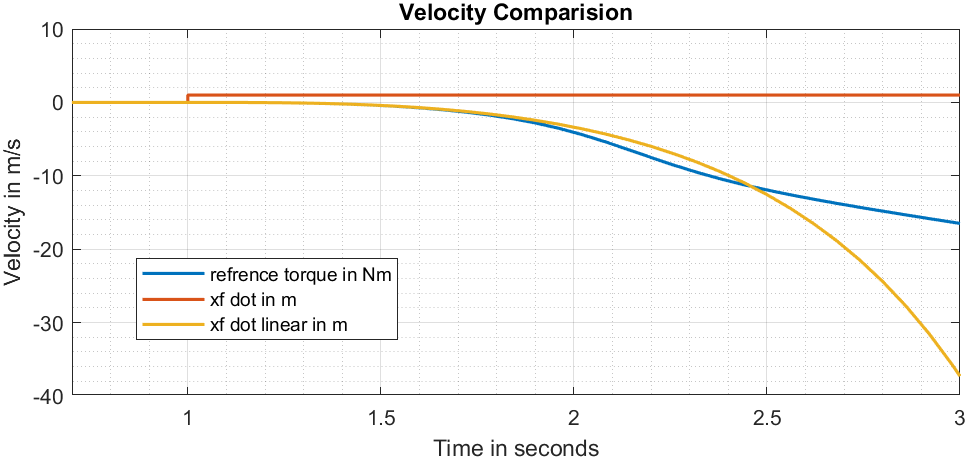 Velocity Comparision
10
0
-10
-20
-30
-40
Velocity in m/s
refrence torque in Nm
xf dot in m
xf dot linear in m
1
1.5
2
2.5
3
Time in seconds